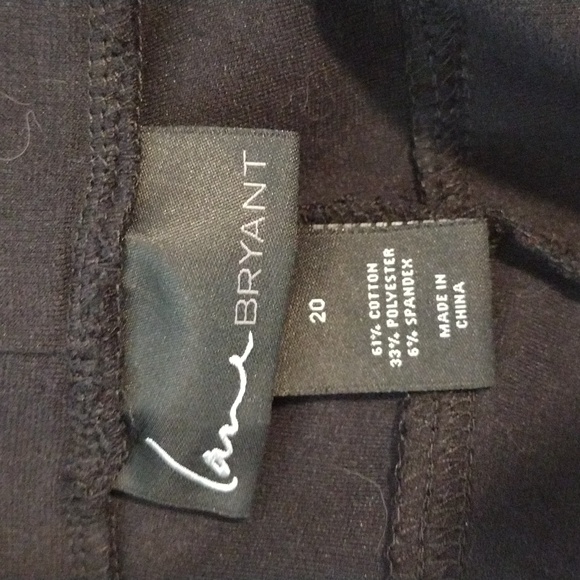 Lane BRYANT
20
61% COTTON
33% POLYESTER
6% SPANDEX
MADE IN
CHINA